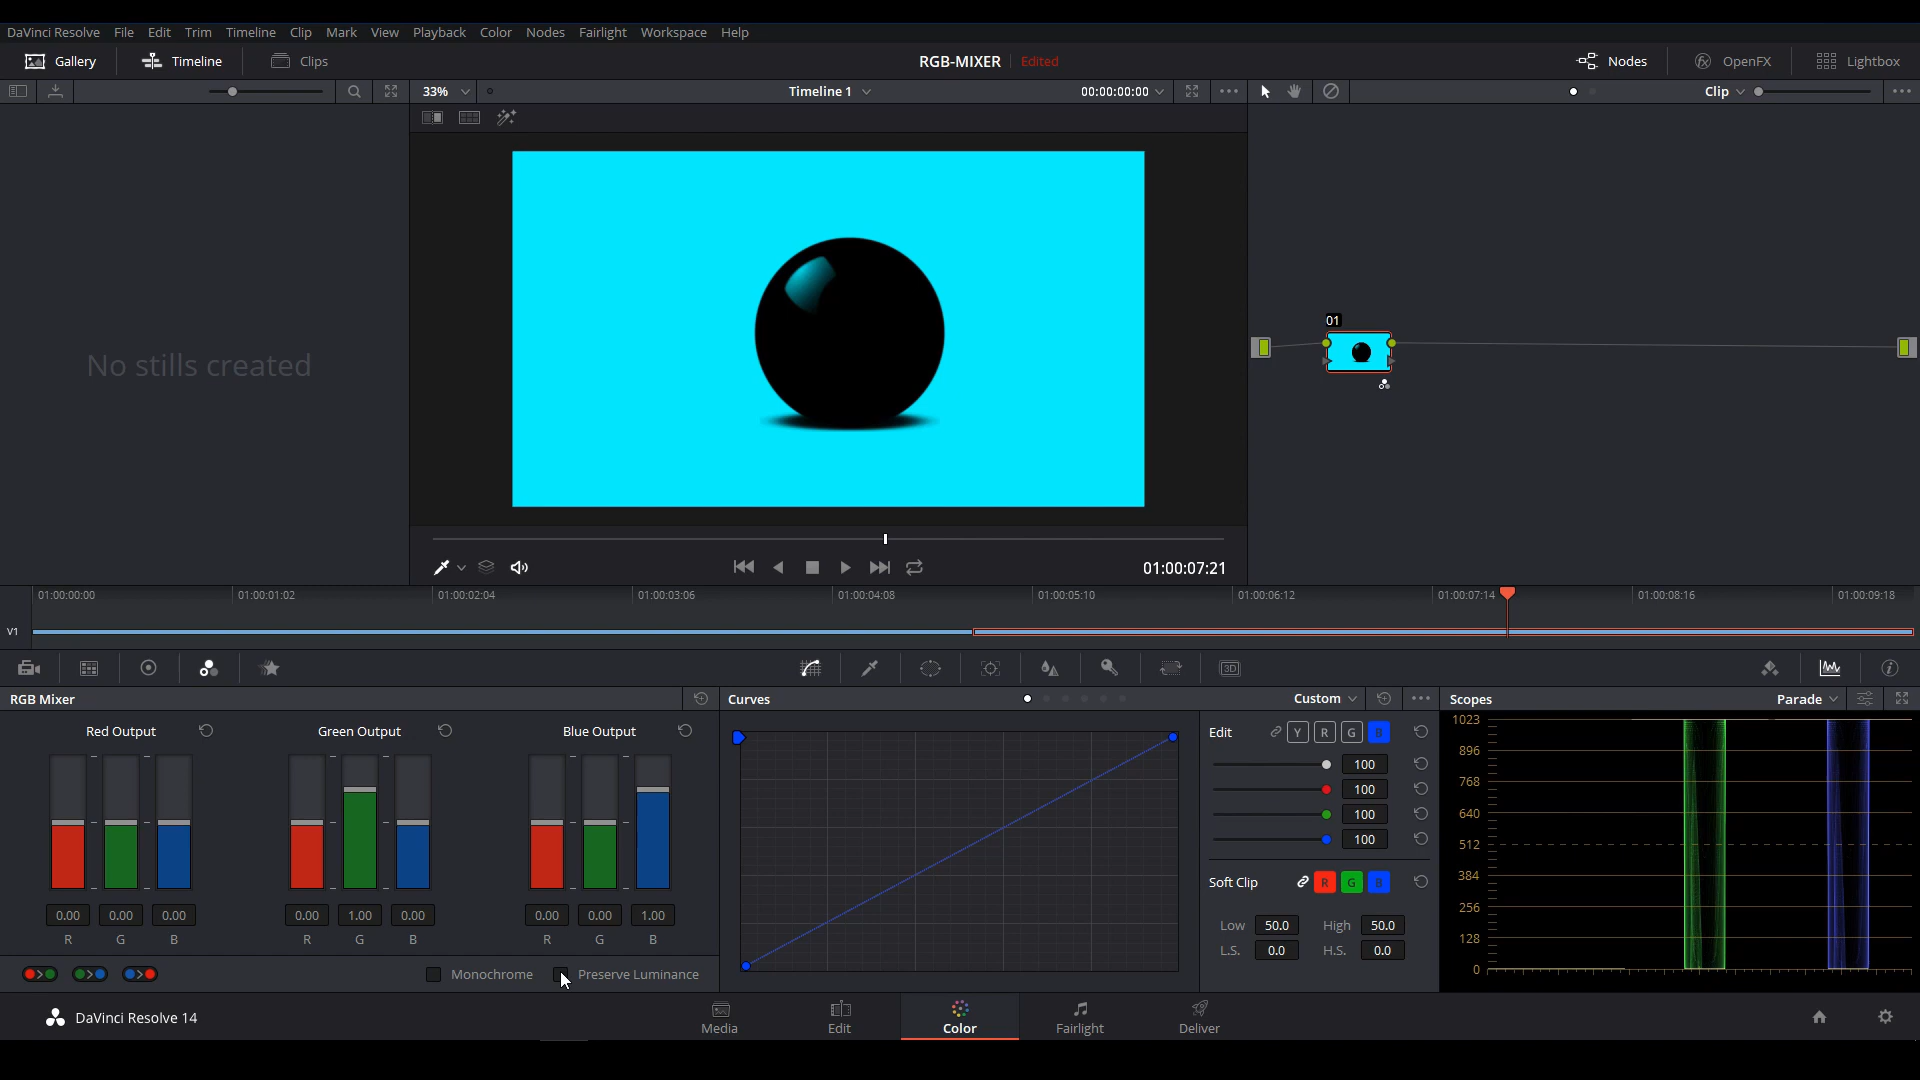 DaVinci Resolve File Edit Trim Timeline Clip Mark View Playback Color Nodes Fairlight Workspace Help
Gallery Timeline Clips RGB-MIXER Edited Nodes OpenFX Lightbox
33% Timeline 1 00:00:00:00 Clip
01
No stills created
01:00:07:21
01:00:00:00 01:00:01:02 01:00:02:04 01:00:03:06 01:00:04:08 01:00:05:10 01:00:06:12 01:00:07:14 01:00:08:16 01:00:09:18
V1
3D
RGB Mixer Curves Custom Scopes Parade
Red Output Green Output Blue Output
Edit Y R G B
100
100
100
100
Soft Clip R G B
Low 50.0 High 50.0
L.S. 0.0 H.S. 0.0
1023
896
768
640
512
384
256
128
0
0.00 0.00 0.00 0.00 1.00 0.00 0.00 0.00 1.00
R G B R G B R G B
Monochrome Preserve Luminance
DaVinci Resolve 14 Media Edit Color Fairlight Deliver